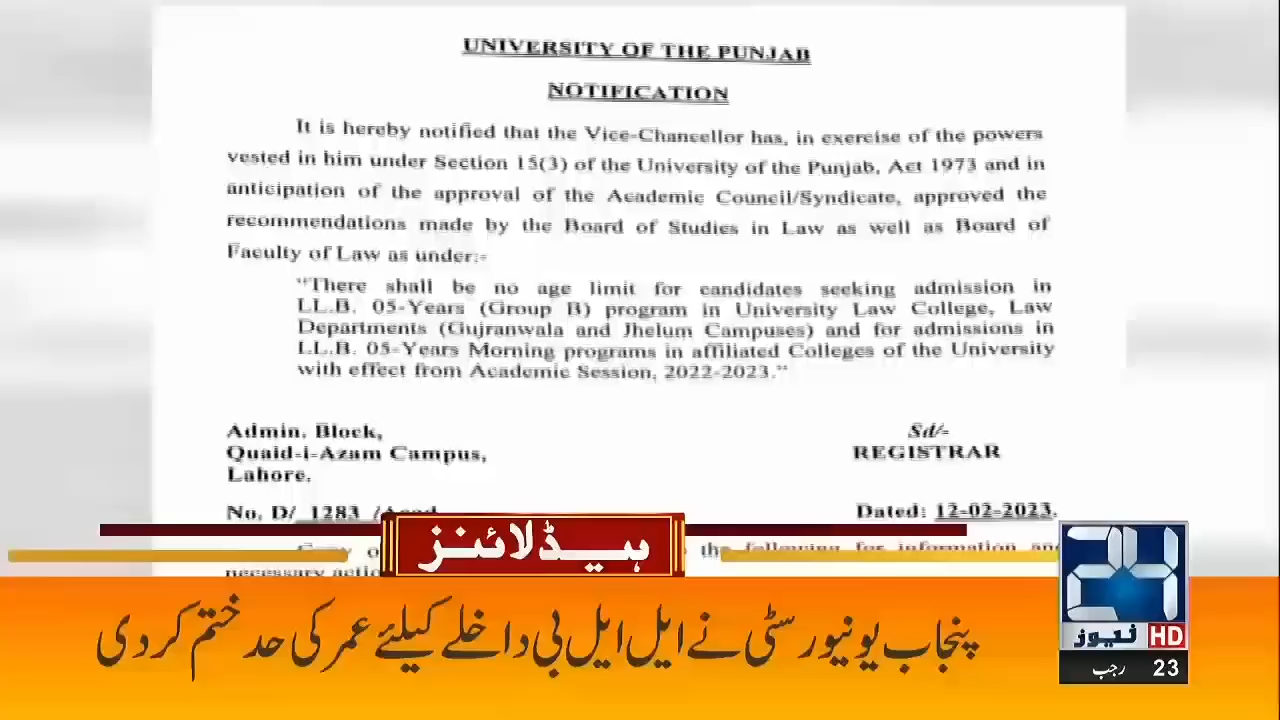 UNIVERSITY OF THE PUNJAB
NOTIFICATION
It is hereby notified that the Vice-Chancellor has, in exercise of the powers
vested in him under Section 15(3) of the University of the Punjab, Act 1973 and in
anticipation of the approval of the Academic Council/Syndicate, approved the
recommendations made by the Board of Studies in Law as well as Board of
Faculty of Law as under:-
"There shall be no age limit for candidates seeking admission in
LL.B. 05-Years (Group B) program in University Law College, Law
Departments (Gujranwala and Jhelum Campuses) and for admissions in
LL.B. 05-Years Morning programs in affiliated Colleges of the University
with effect from Academic Session, 2022-2023."
Admin. Block,
Quaid-i-Azam Campus,
Lahore.
Sd/-
REGISTRAR
No. D/ 1283 /Acad
Dated: 12-02-2023.
the following for information
necessary
ہیڈلائنز
پنجاب یونیورسٹی نے ایل ایل بی داخلے کیلئے عمر کی حد ختم کردی
24
نیوز HD
23 رجب